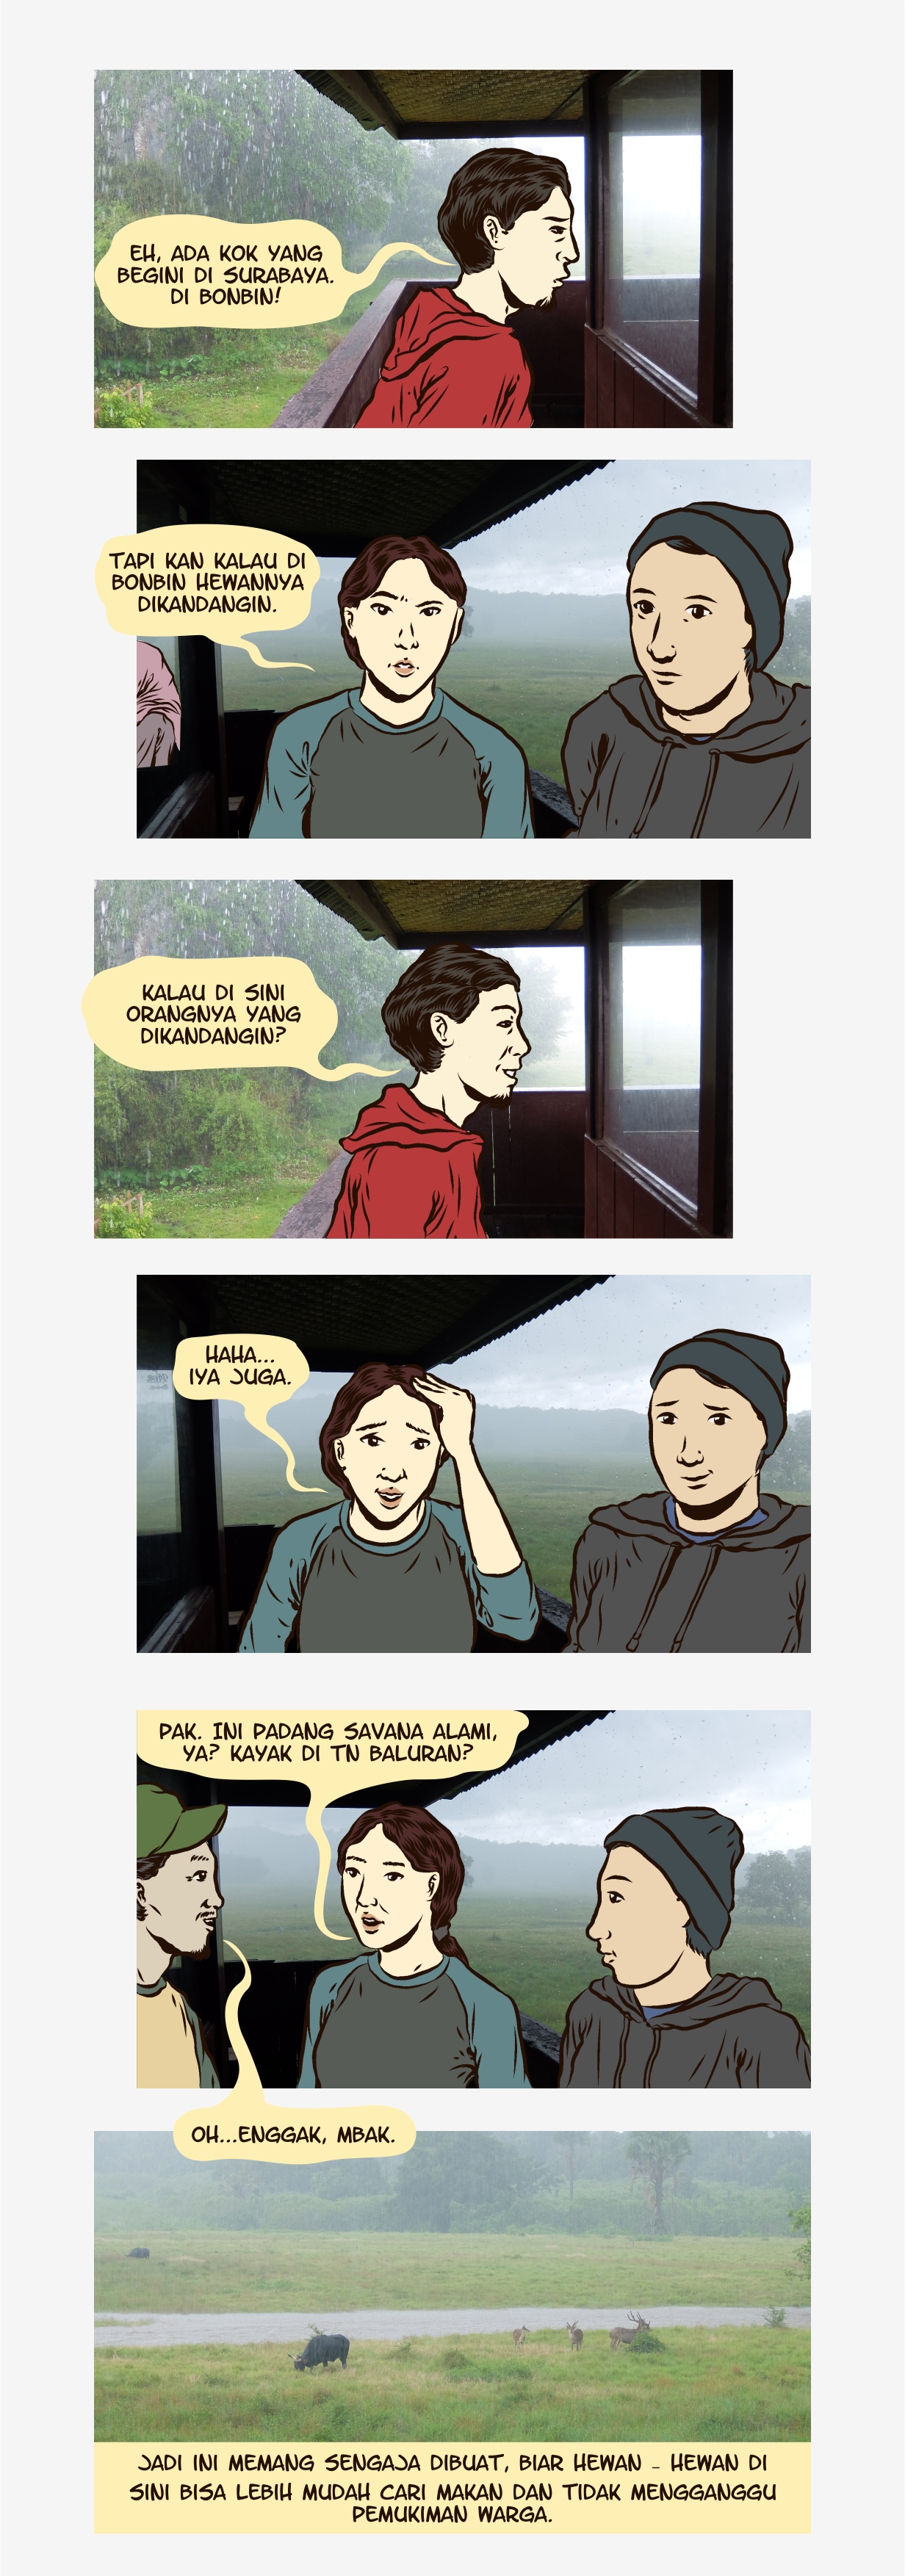 EH, ADA KOK YANG
BEGINI DI SURABAYA.
DI BONBIN!
TAPI KAN KALAU DI
BONBIN HEWANNYA
DIKANDANGIN.
KALAU DI SINI
ORANGNYA YANG
DIKANDANGIN?
HAHA...
IYA JUGA.
PAK. INI PADANG SAVANA ALAMI,
YA? KAYAK DI TN BALURAN?
OH...ENGGAK, MBAK.
JADI INI MEMANG SENGAJA DIBUAT, BIAR HEWAN - HEWAN DI
SINI BISA LEBIH MUDAH CARI MAKAN DAN TIDAK MENGGANGGU
PEMUKIMAN WARGA.